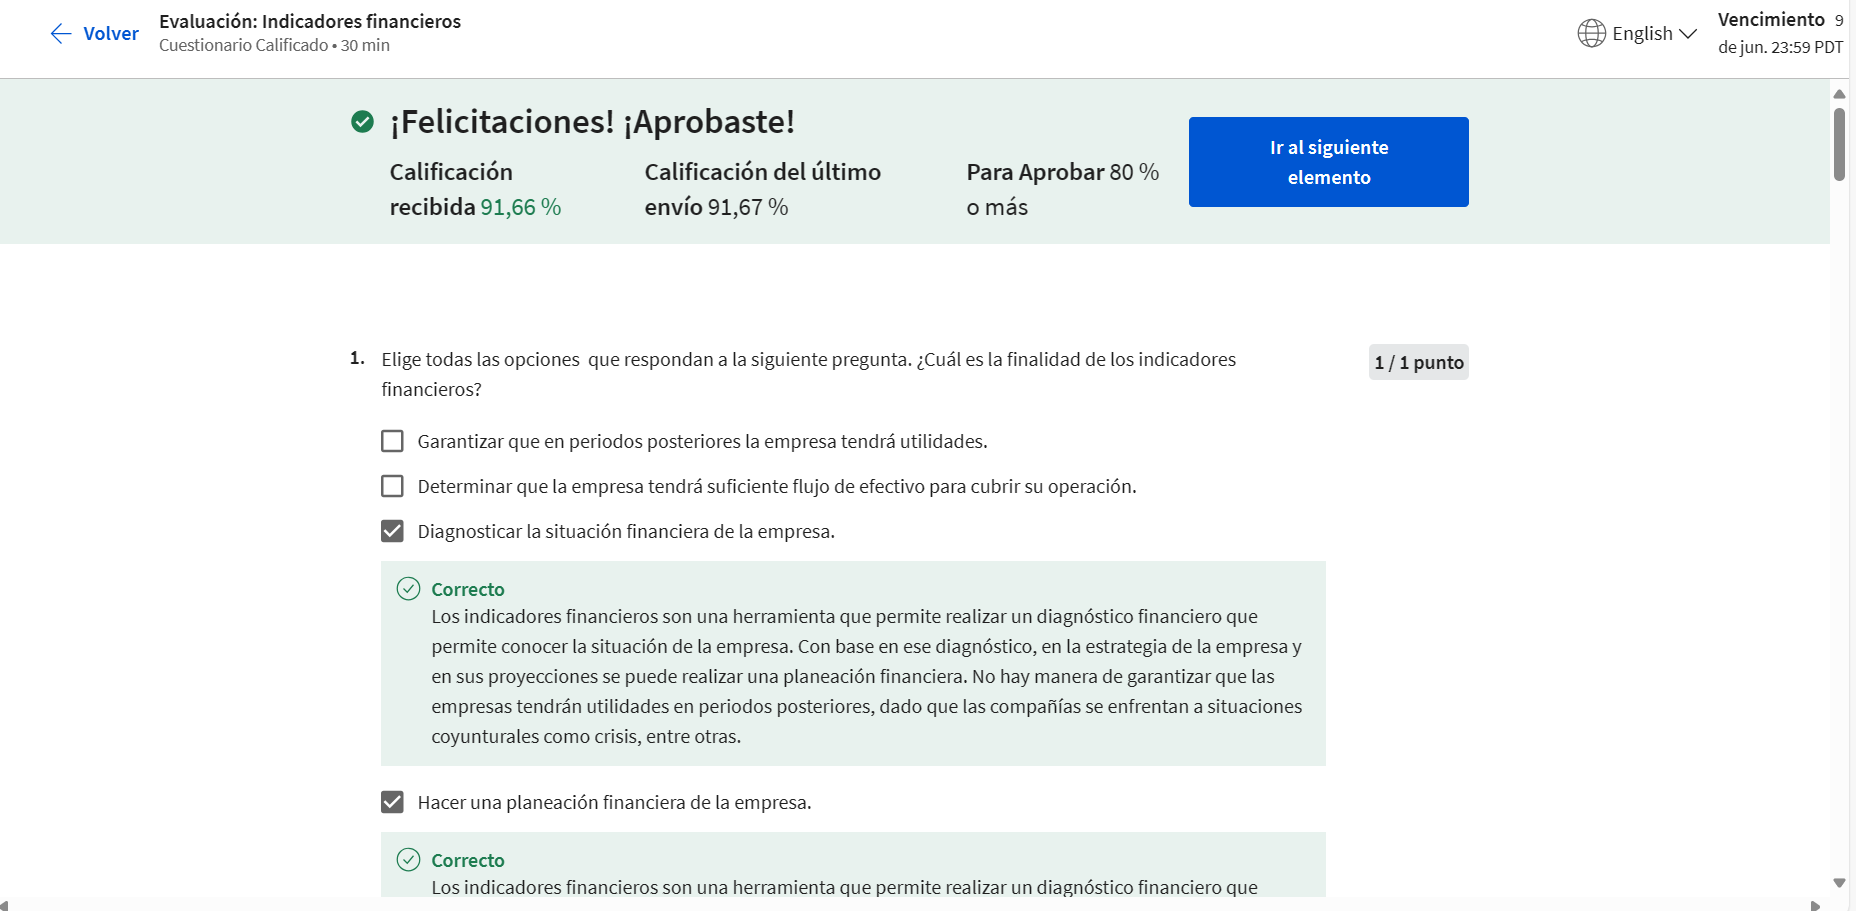 Volver
Evaluación: Indicadores financieros
Cuestionario Calificado • 30 min
English
Vencimiento 9
de jun. 23:59 PDT
¡Felicitaciones! ¡Aprobaste!
Calificación
recibida 91,66 %
Calificación del último
envío 91,67 %
Para Aprobar 80 %
o más
Ir al siguiente
elemento
1. Elige todas las opciones que respondan a la siguiente pregunta. ¿Cuál es la finalidad de los indicadores
financieros?
1 / 1 punto
Garantizar que en periodos posteriores la empresa tendrá utilidades.
Determinar que la empresa tendrá suficiente flujo de efectivo para cubrir su operación.
Diagnosticar la situación financiera de la empresa.
Correcto
Los indicadores financieros son una herramienta que permite realizar un diagnóstico financiero que
permite conocer la situación de la empresa. Con base en ese diagnóstico, en la estrategia de la empresa y
en sus proyecciones se puede realizar una planeación financiera. No hay manera de garantizar que las
empresas tendrán utilidades en periodos posteriores, dado que las compañías se enfrentan a situaciones
coyunturales como crisis, entre otras.
Hacer una planeación financiera de la empresa.
Correcto
Los indicadores financieros son una herramienta que permite realizar un diagnóstico financiero que